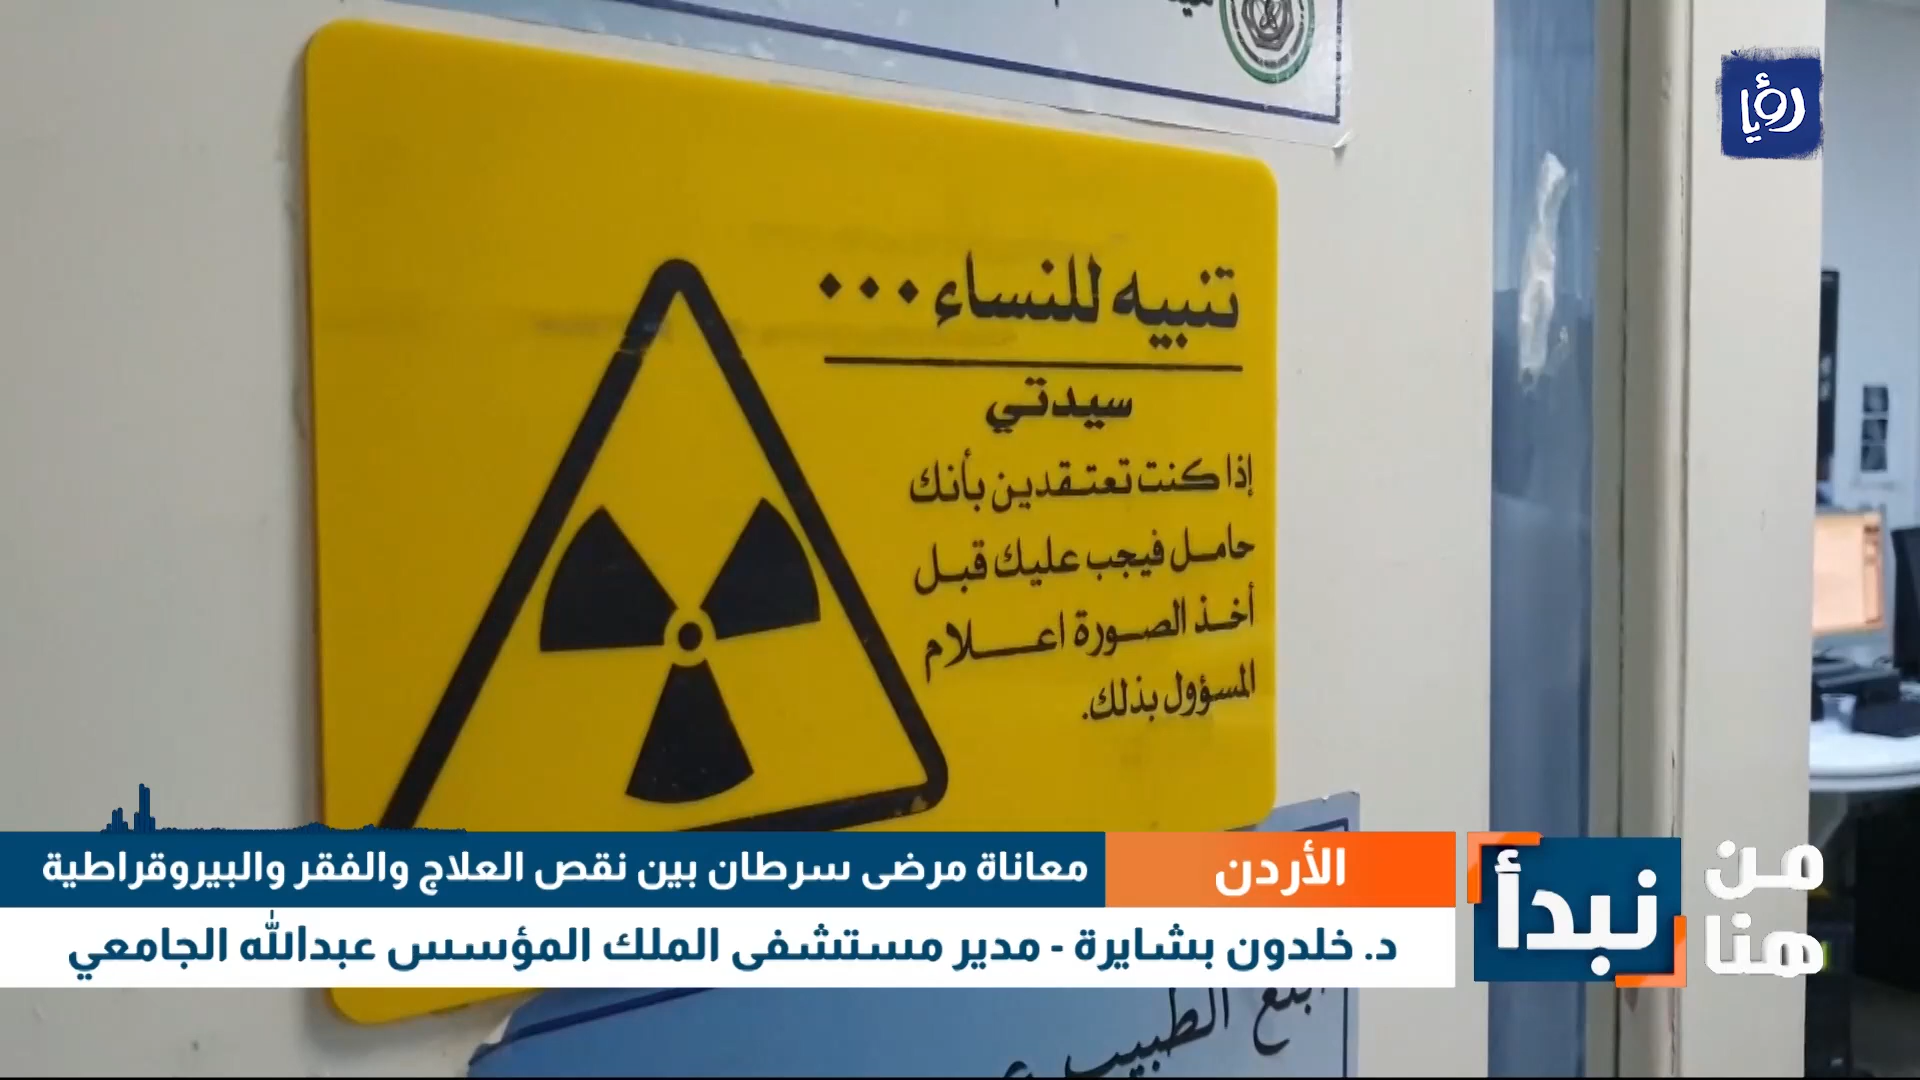 رؤيا
تنبيه للنساء ...
سيدتي
إذا كنت تعتقدين بأنك
حامل فيجب عليك قبل
أخذ الصورة اعلام
المسؤول بذلك.
الأردن
معاناة مرضى سرطان بين نقص العلاج والفقر والبيروقراطية
د. خلدون بشايرة - مدير مستشفى الملك المؤسس عبدالله الجامعي
من
هنا
نبدأ
الطبيب